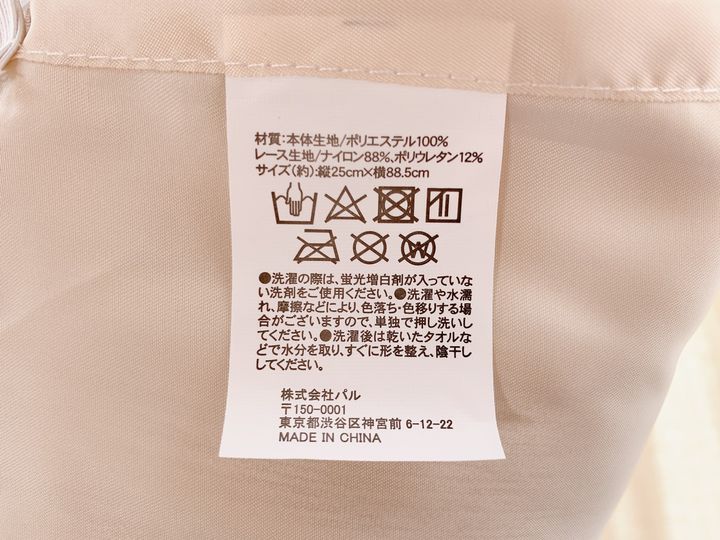 材質:本体生地/ポリエステル100%
レース生地/ナイロン88%、ポリウレタン12%
サイズ(約):縦25cm×横88.5cm
W
●洗濯の際は、蛍光増白剤が入っていな
い洗剤をご使用ください。●洗濯や水濡
れ、摩擦などにより、色落ち・色移りする場
合がございますので、単独で押し洗いし
てください。●洗濯後は乾いたタオルな
どで水分を取り、すぐに形を整え、陰干し
してください。
株式会社パル
〒150-0001
東京都渋谷区神宮前 6-12-22
MADE IN CHINA